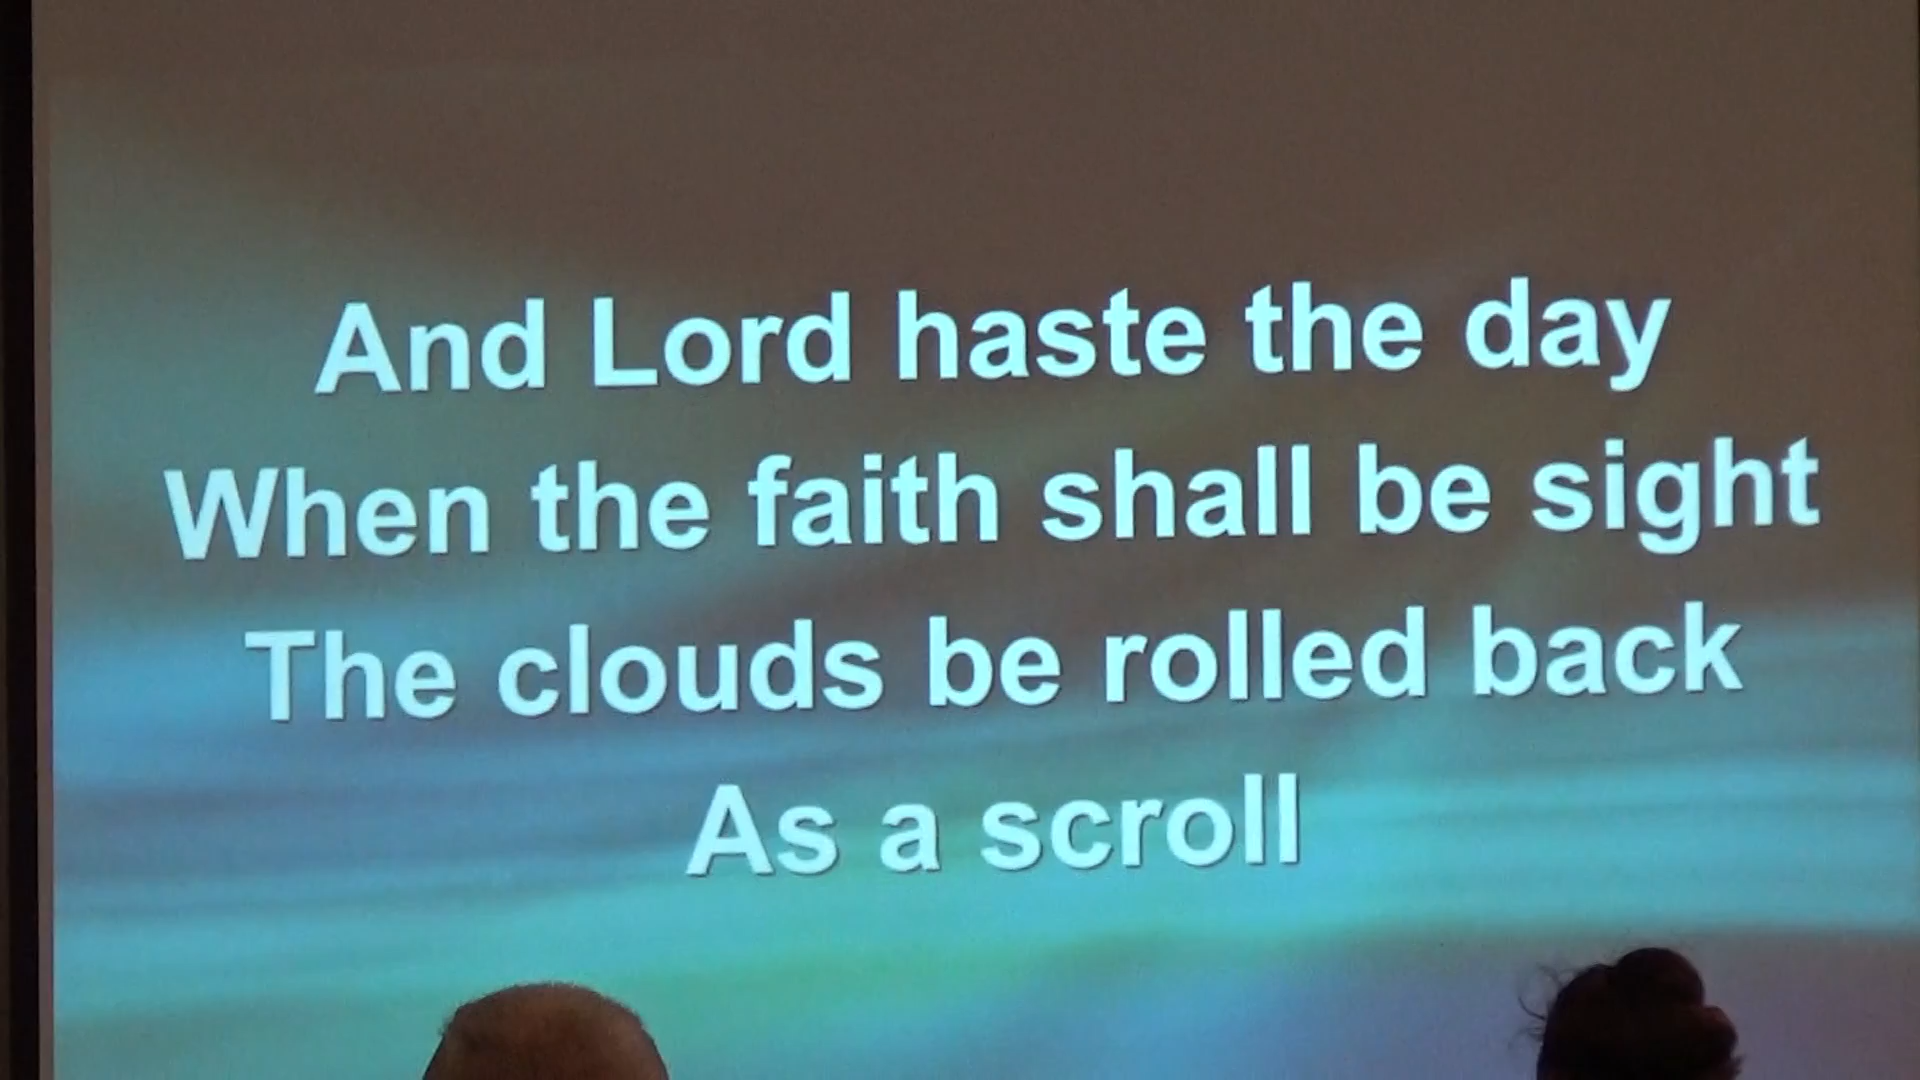 And Lord haste the day
When the faith shall be sight
The clouds be rolled back
As a scroll